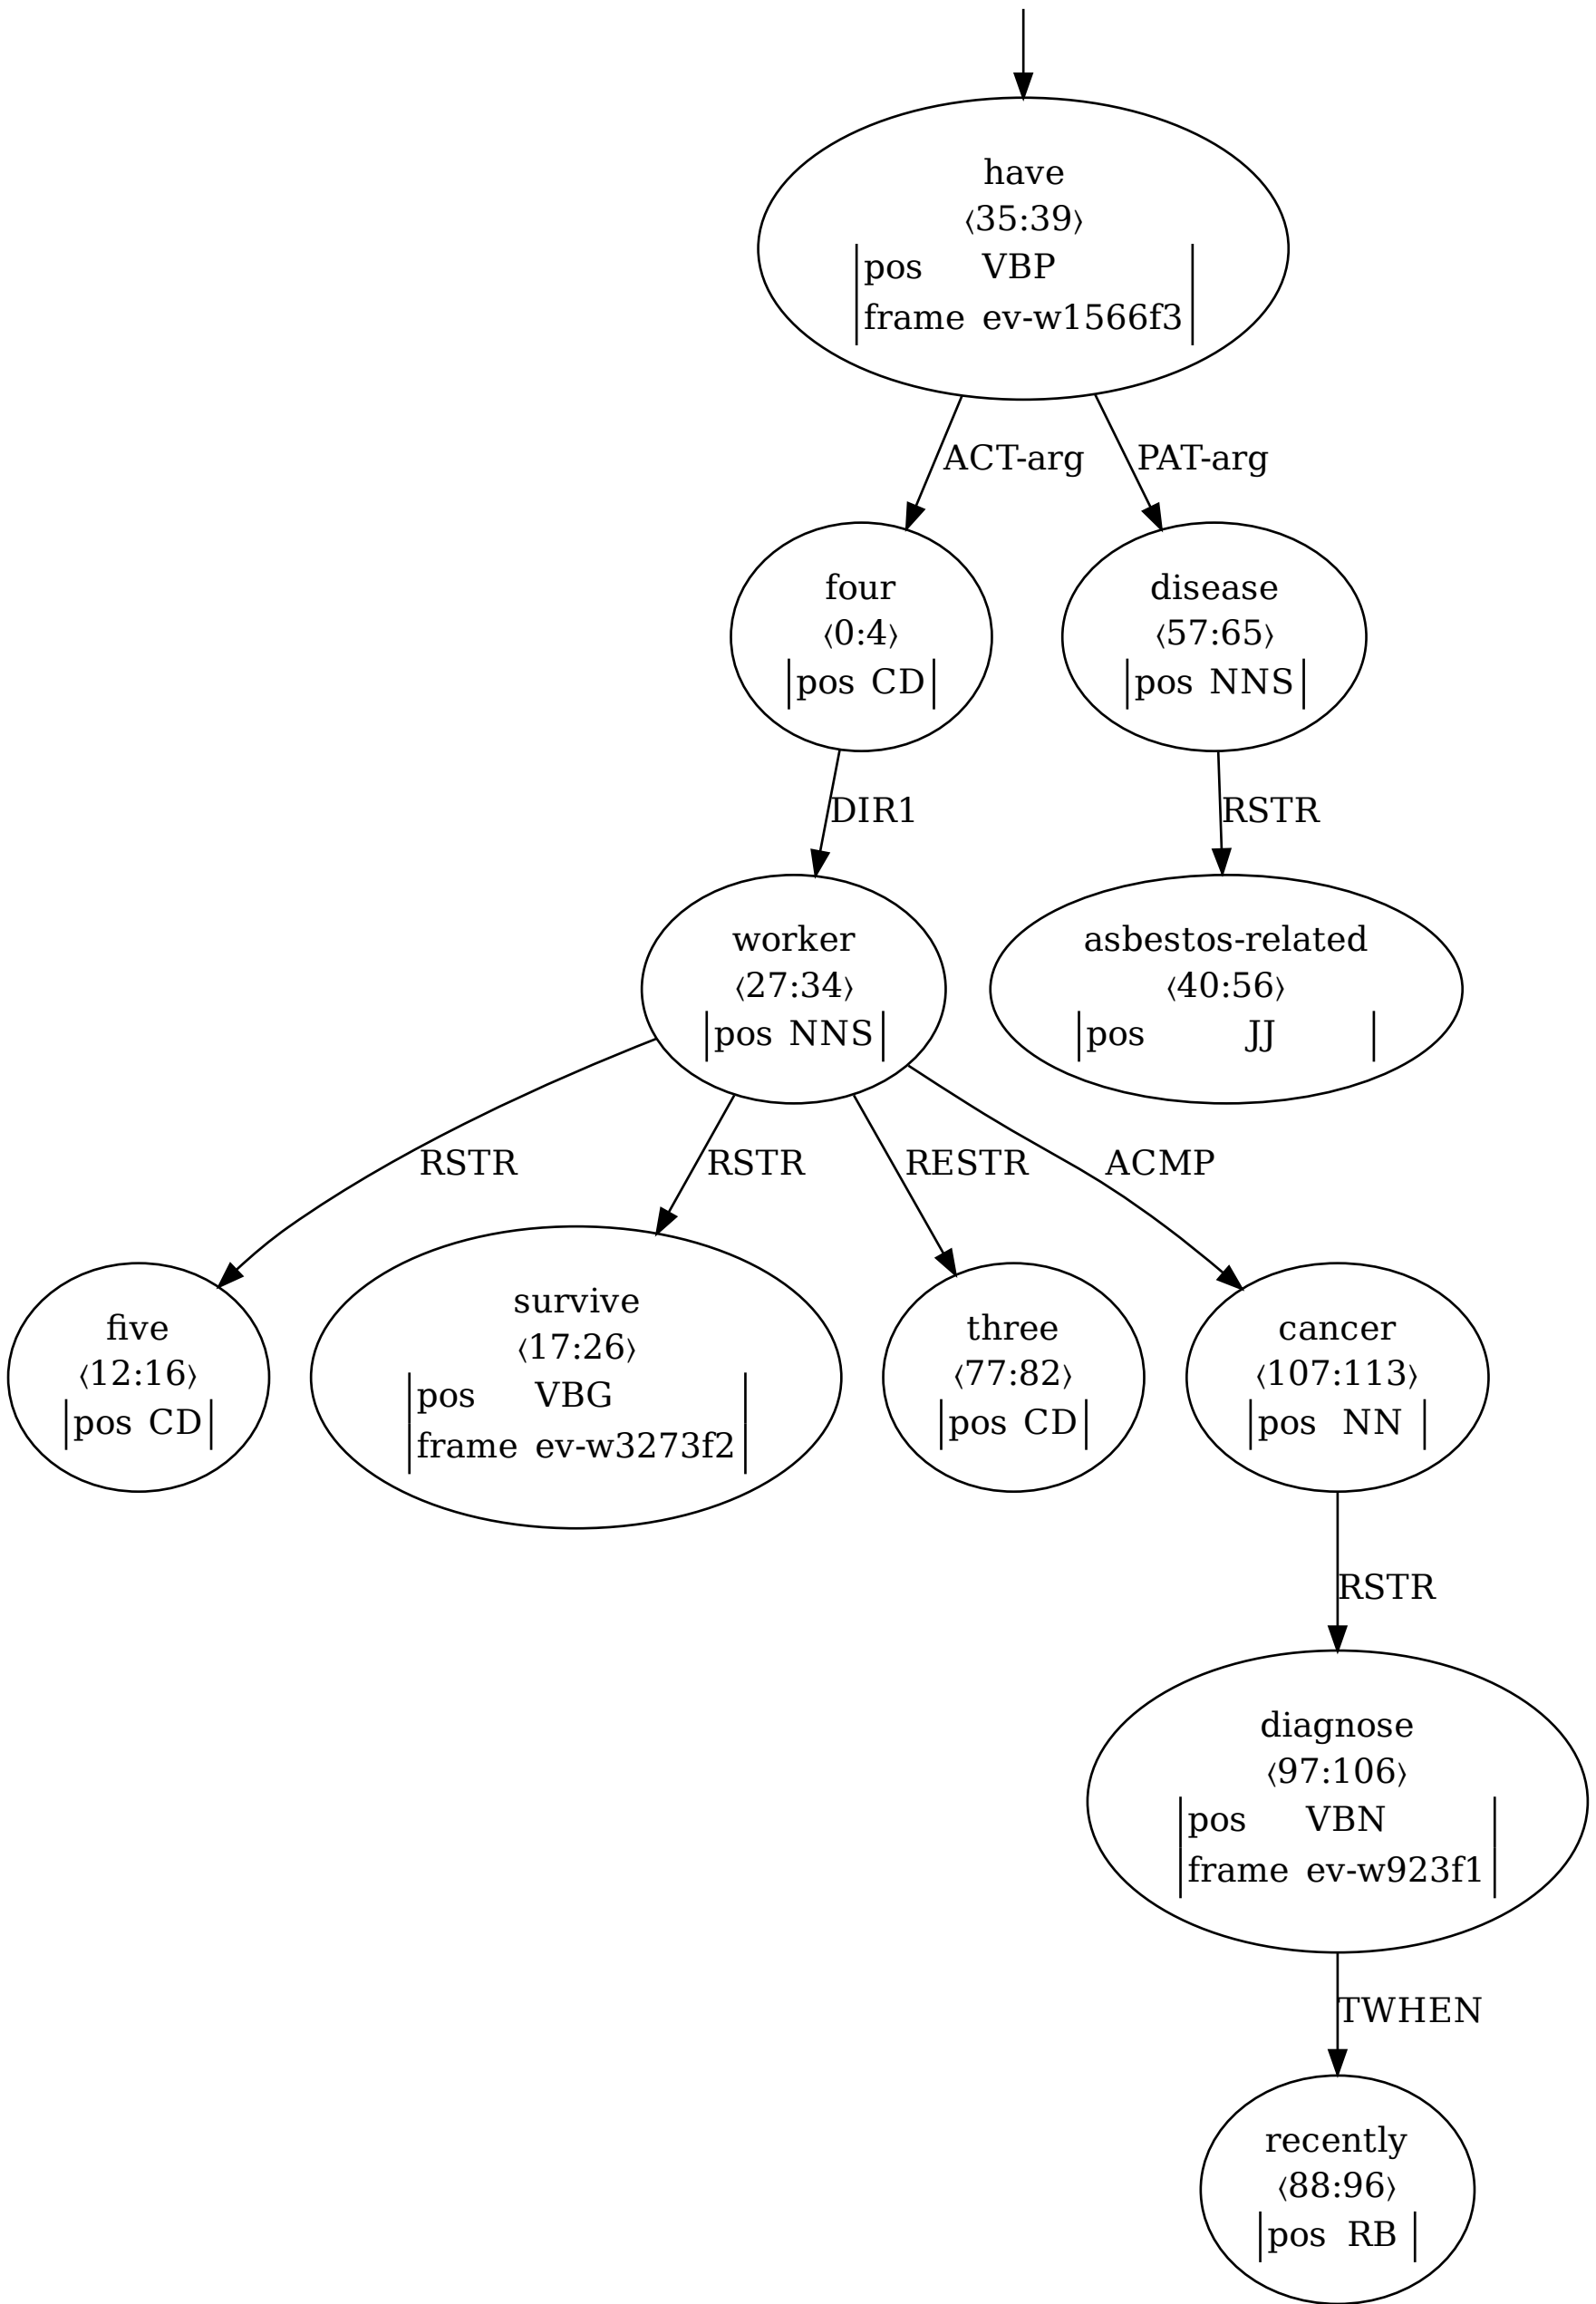 have
⟨35:39⟩
pos VBP
frame ev-w1566f3
ACT-arg
PAT-arg
four
⟨0:4⟩
pos CD
disease
⟨57:65⟩
pos NNS
DIR1
RSTR
worker
⟨27:34⟩
pos NNS
asbestos-related
⟨40:56⟩
pos JJ
RSTR
RSTR
RESTR
ACMP
five
⟨12:16⟩
pos CD
survive
⟨17:26⟩
pos VBG
frame ev-w3273f2
three
⟨77:82⟩
pos CD
cancer
⟨107:113⟩
pos NN
RSTR
diagnose
⟨97:106⟩
pos VBN
frame ev-w923f1
TWHEN
recently
⟨88:96⟩
pos RB